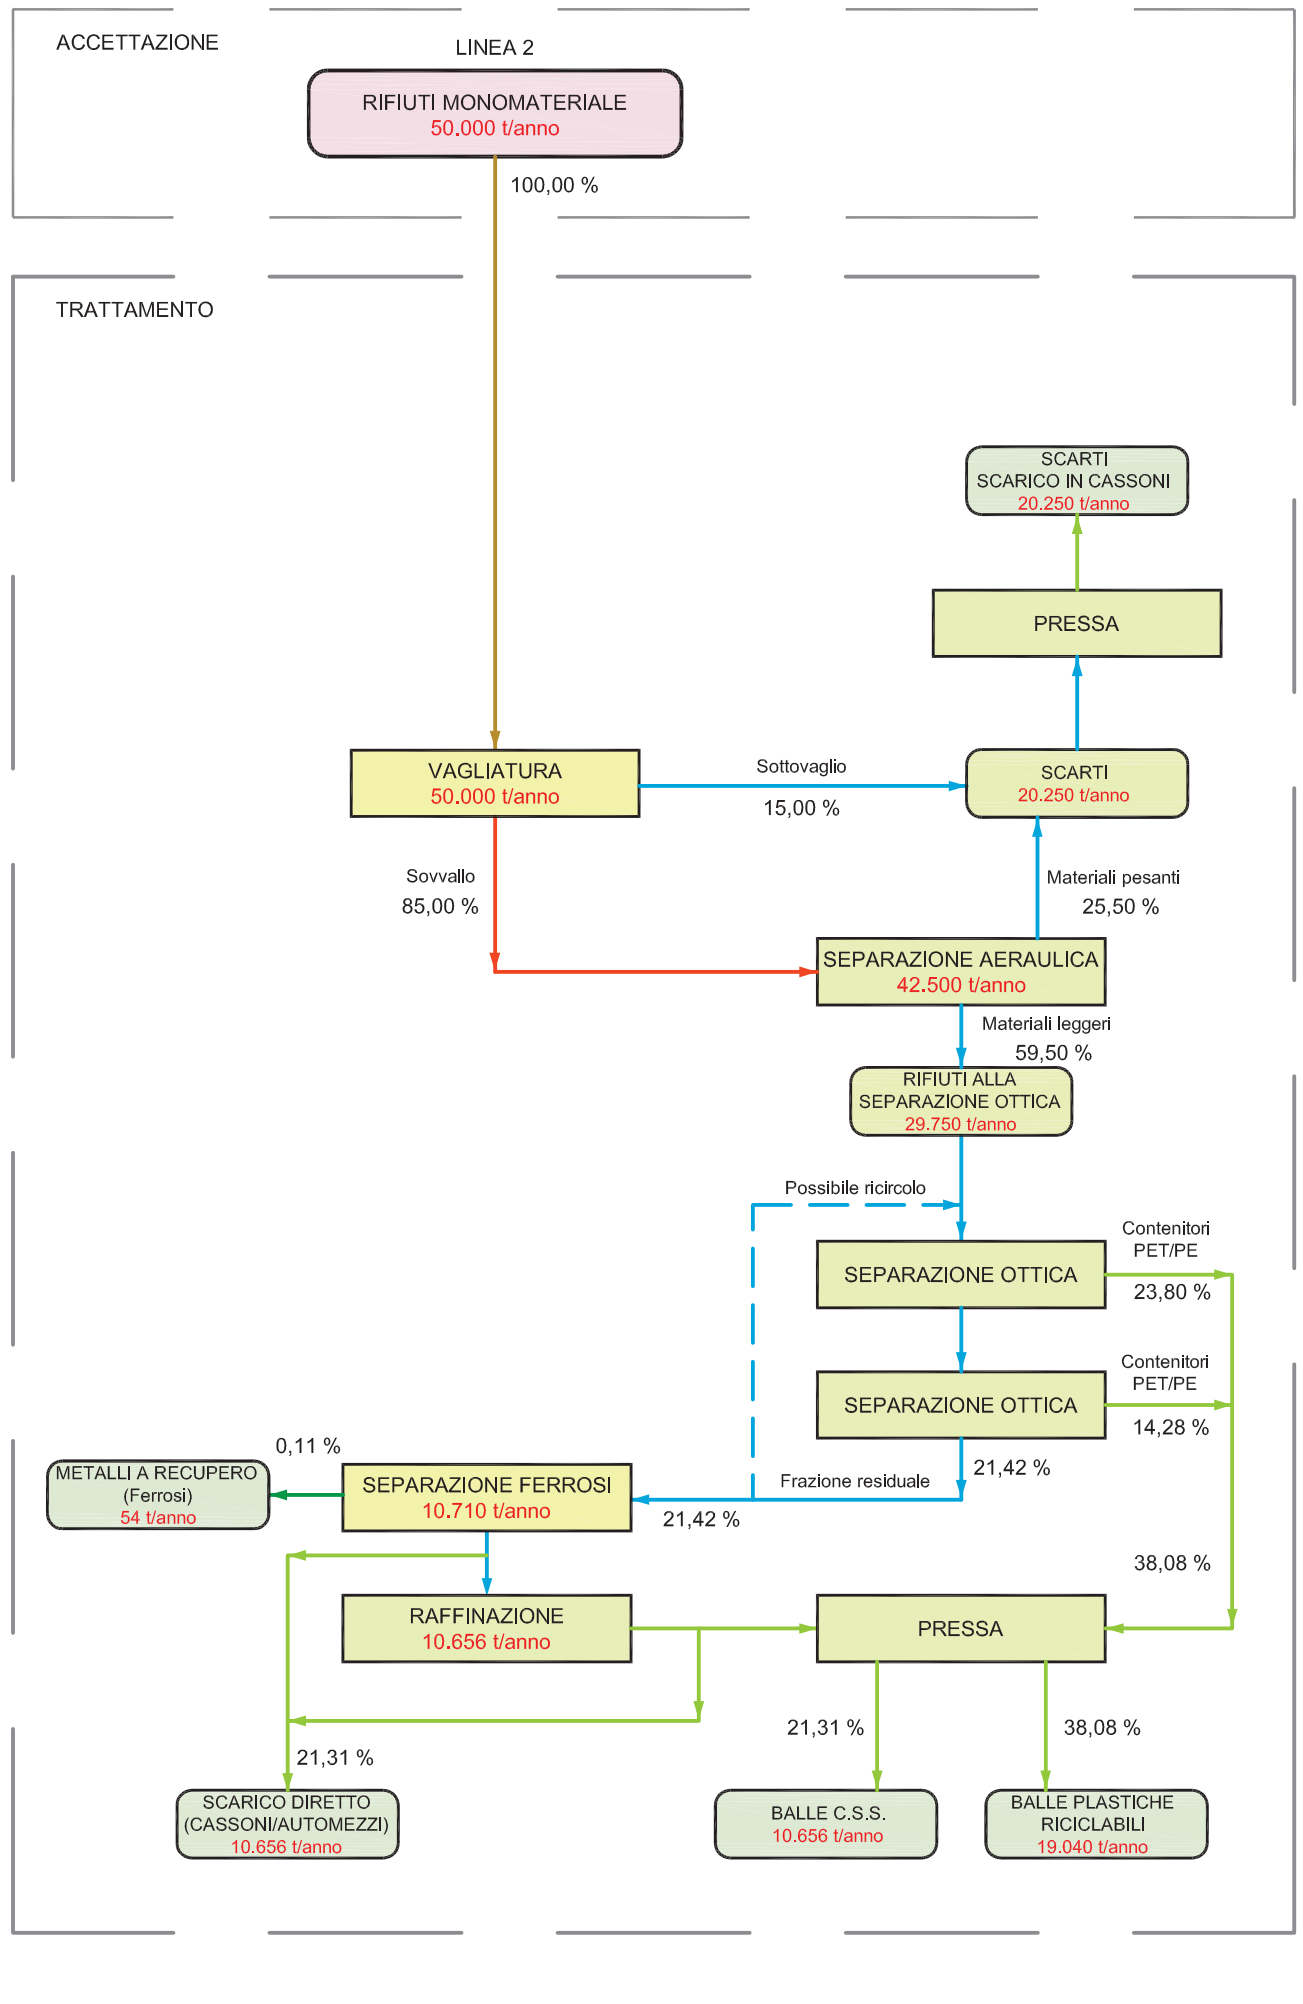 ACCETTAZIONE
LINEA 2
RIFIUTI MONOMATERIALE
50.000 t/anno
100,00 %
TRATTAMENTO
SCARTI
SCARICO IN CASSONI
20.250 t/anno
PRESSA
VAGLIATURA
50.000 t/anno
Sottovaglio
15,00 %
SCARTI
20.250 t/anno
Sovvallo
85,00 %
Materiali pesanti
25,50 %
SEPARAZIONE AERAULICA
42.500 t/anno
Materiali leggeri
59,50 %
RIFIUTI ALLA
SEPARAZIONE OTTICA
29.750 t/anno
Possibile ricircolo
Contenitori
PET/PE
SEPARAZIONE OTTICA
23,80 %
Contenitori
PET/PE
SEPARAZIONE OTTICA
14,28 %
21,42 %
Frazione residuale
0,11 %
METALLI A RECUPERO
(Ferrosi)
54 t/anno
SEPARAZIONE FERROSI
10.710 t/anno
21,42 %
38,08 %
RAFFINAZIONE
10.656 t/anno
PRESSA
21,31 %
21,31 %
38,08 %
SCARICO DIRETTO
(CASSONI/AUTOMEZZI)
10.656 t/anno
BALLE C.S.S.
10.656 t/anno
BALLE PLASTICHE
RICICLABILI
19.040 t/anno